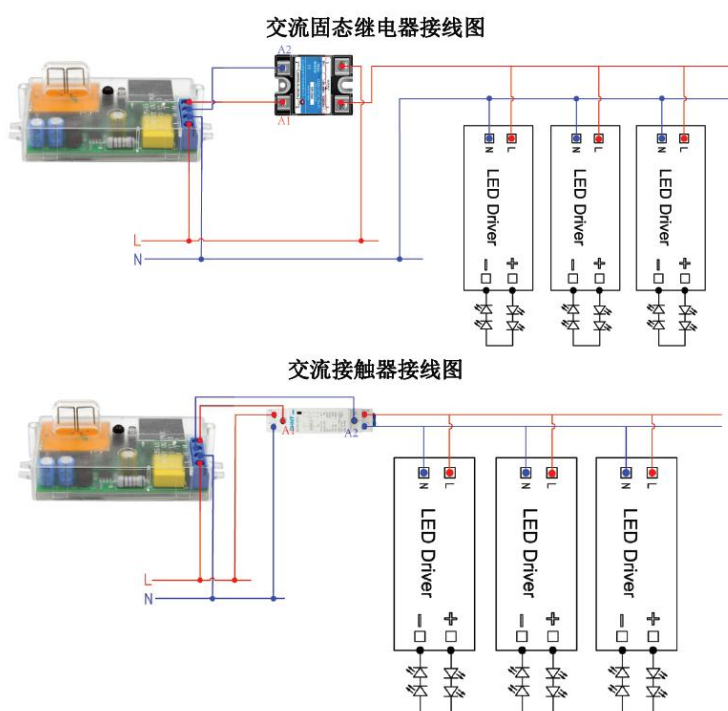 交流固态继电器接线图
A2
A1
L
N
N L
LED Driver
- +
N L
LED Driver
- +
N L
LED Driver
- +
交流接触器接线图
A1
A2
L
N
N L
LED Driver
- +
N L
LED Driver
- +
N L
LED Driver
- +